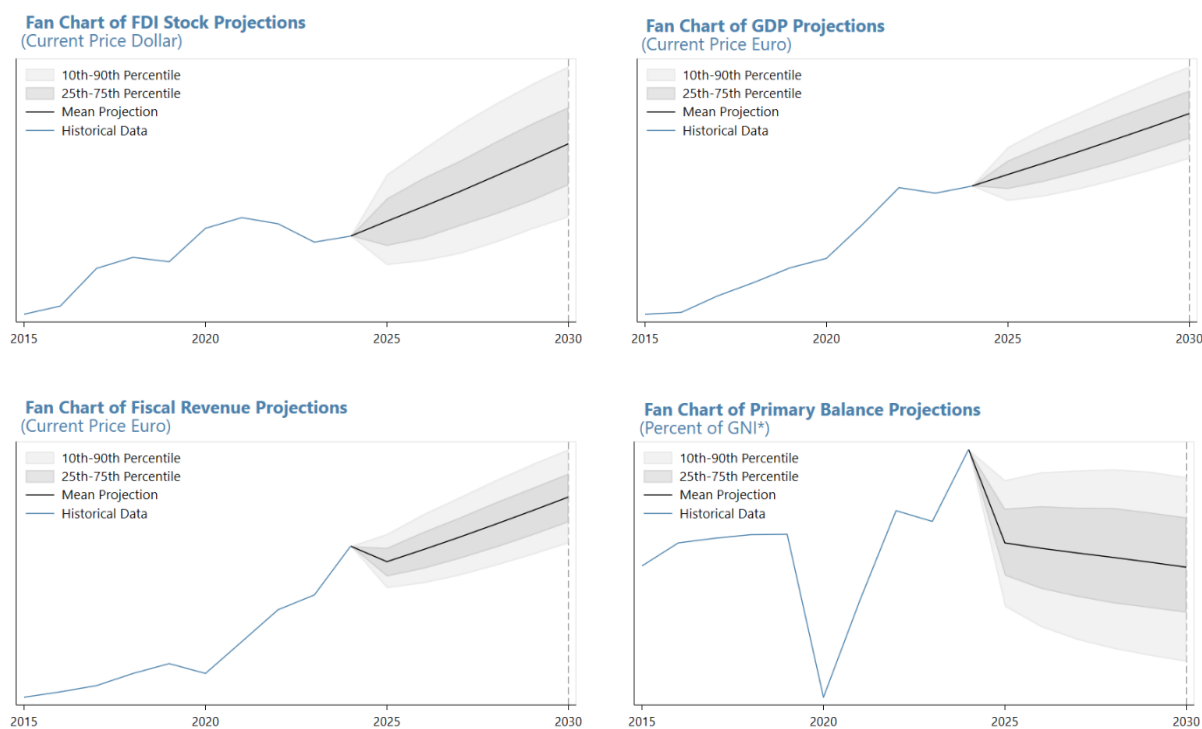 Fan Chart of FDI Stock Projections
(Current Price Dollar)
10th-90th Percentile
25th-75th Percentile
Mean Projection
Historical Data
2015 2020 2025 2030
Fan Chart of GDP Projections
(Current Price Euro)
10th-90th Percentile
25th-75th Percentile
Mean Projection
Historical Data
2015 2020 2025 2030
Fan Chart of Fiscal Revenue Projections
(Current Price Euro)
10th-90th Percentile
25th-75th Percentile
Mean Projection
Historical Data
2015 2020 2025 2030
Fan Chart of Primary Balance Projections
(Percent of GNI*)
10th-90th Percentile
25th-75th Percentile
Mean Projection
Historical Data
2015 2020 2025 2030